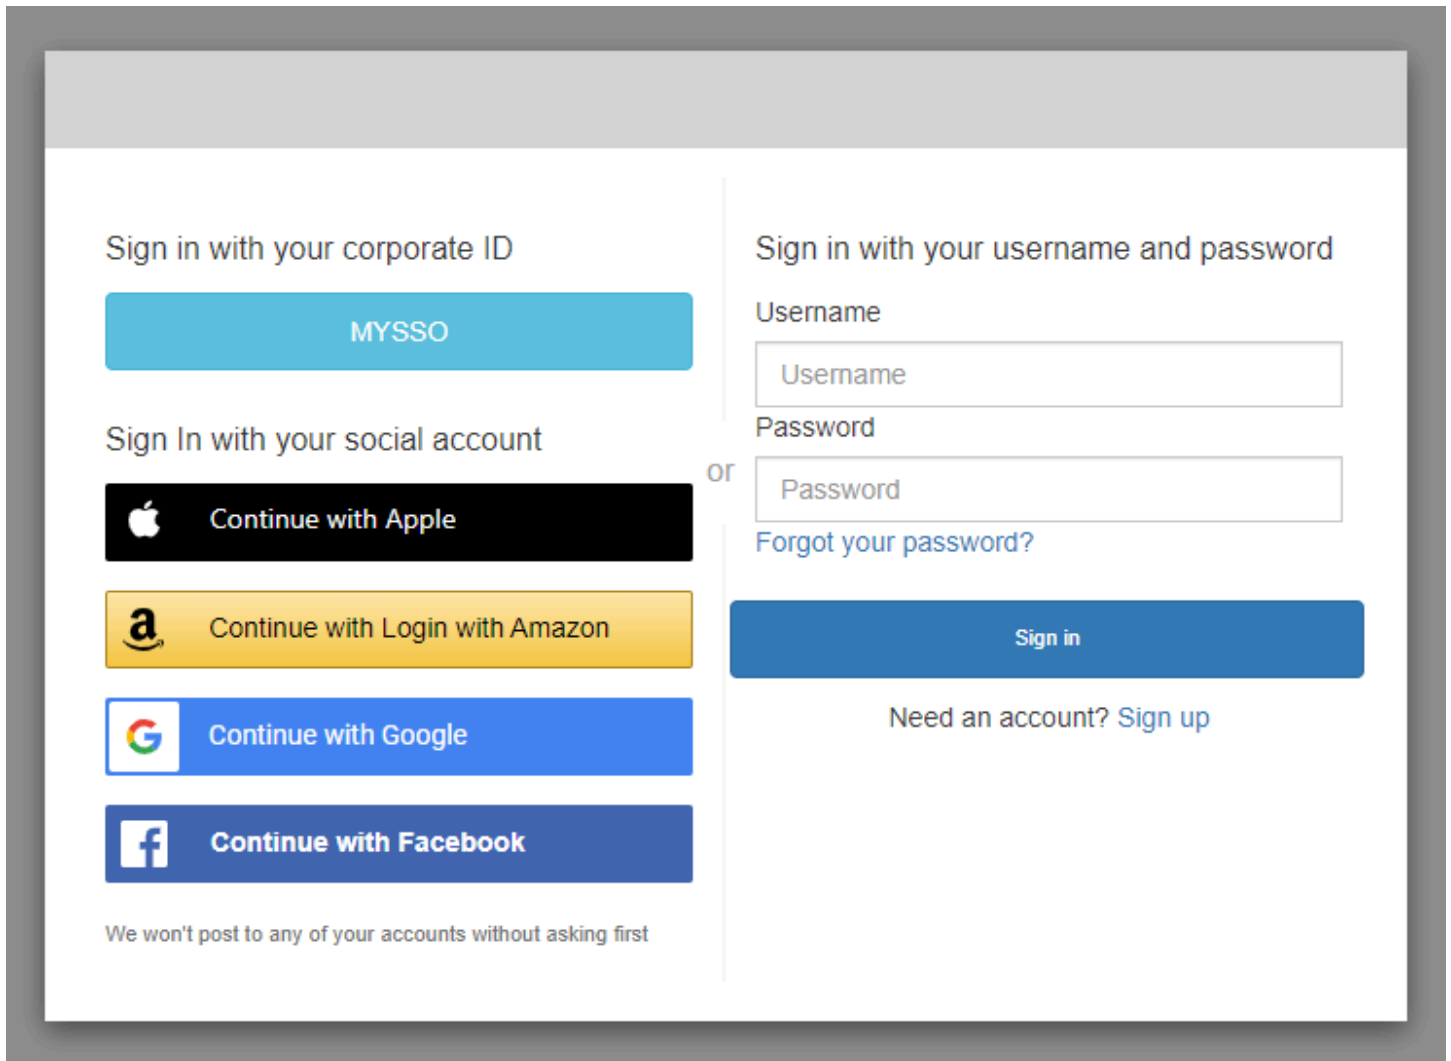 Sign in with your corporate ID
MYSSO
Sign In with your social account
Continue with Apple
Continue with Login with Amazon
Continue with Google
Continue with Facebook
We won't post to any of your accounts without asking first
or
Sign in with your username and password
Username
Username
Password
Password
Forgot your password?
Sign in
Need an account? Sign up